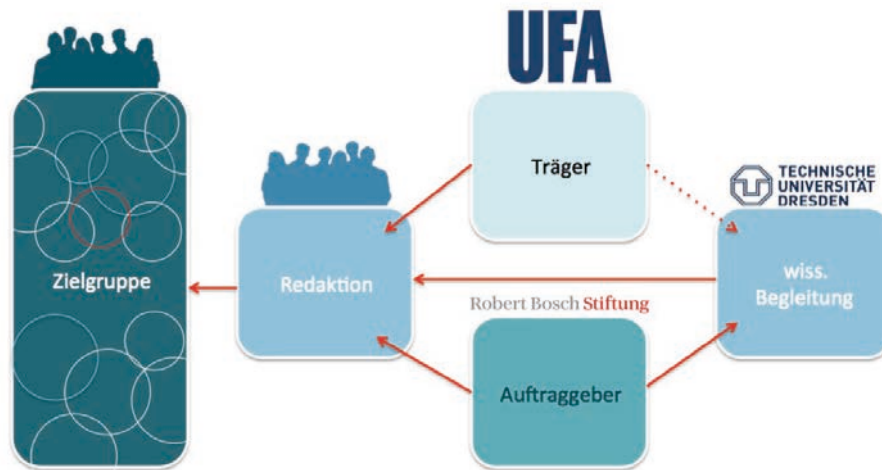 UFA
Träger
TECHNISCHE
UNIVERSITÄT
DRESDEN
Zielgruppe
Redaktion
wiss.
Begleitung
Robert Bosch Stiftung
Auftraggeber